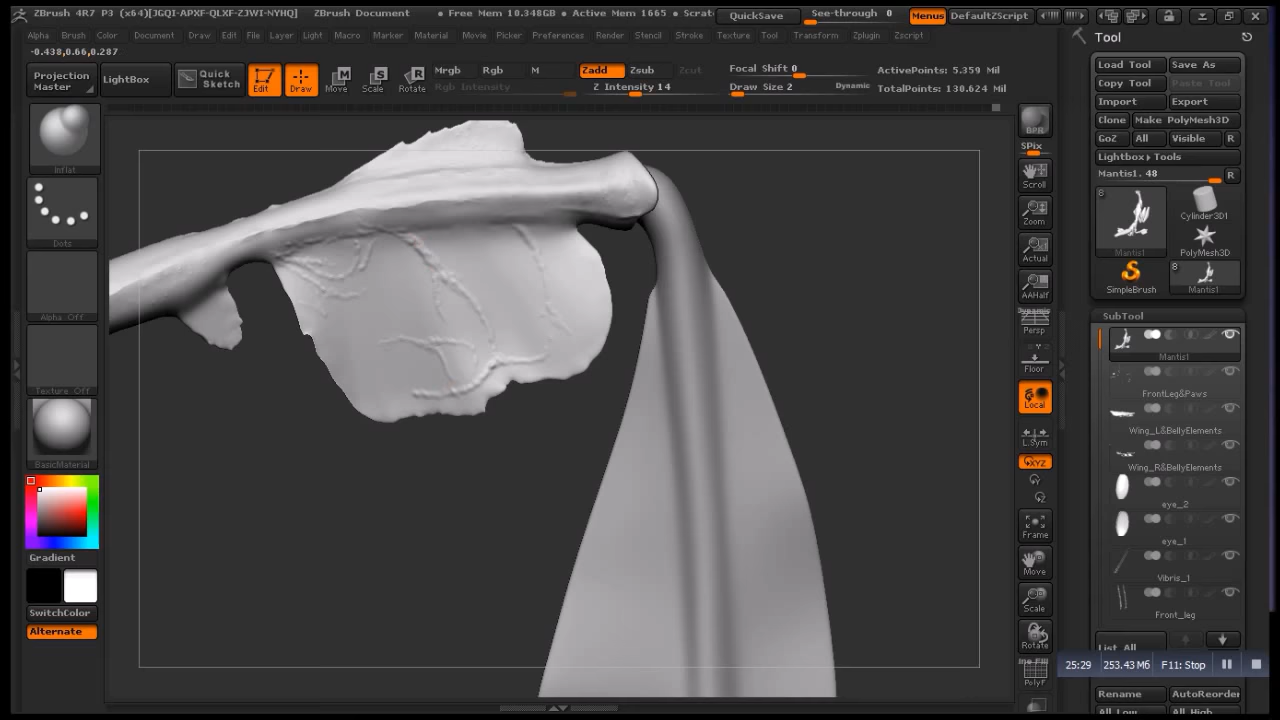 ZBrush 4R7 P3 (x64)[JGQI-APXF-QLXF-ZJWI-NYHQ] ZBrush Document • Free Mem 10.348GB • Active Mem 1665 • Scrat QuickSave See-through 0 Menus DefaultZScript
Alpha Brush Color Document Draw Edit File Layer Light Macro Marker Material Movie Picker Preferences Render Stencil Stroke Texture Tool Transform Zplugin Zscript
-0.438,0.66,0.287
Projection Master
LightBox
Quick Sketch
Edit
Draw
Move
Scale
Rotate
Mrgb Rgb M
Rgb Intensity
Zadd Zsub Zcut
Z Intensity 14
Focal Shift 0
Draw Size 2 Dynamic
ActivePoints: 5.359 Mil
TotalPoints: 130.624 Mil
Inflat
Dots
Alpha Off
Texture Off
BasicMaterial
Gradient
SwitchColor
Alternate
BPR
SPix
Scroll
Zoom
Actual
AAHalf
Dynamic
Persp
Floor
Local
L.Sym
XYZ
Frame
Move
Scale
Rotate
PolyF
Tool
Load Tool Save As
Copy Tool Paste Tool
Import Export
Clone Make PolyMesh3D
GoZ All Visible R
Lightbox▸Tools
Mantis1. 48 R
8
Mantis1
Cylinder3D1
PolyMesh3D
SimpleBrush
8
Mantis1
SubTool
Mantis1
FrontLeg&Paws
Wing_L&BellyElements
Wing_R&BellyElements
eye_2
eye_1
Vibris_1
Front_leg
List All
25:29 253.43 Мб F11: Stop
Rename AutoReorder
All Low All High